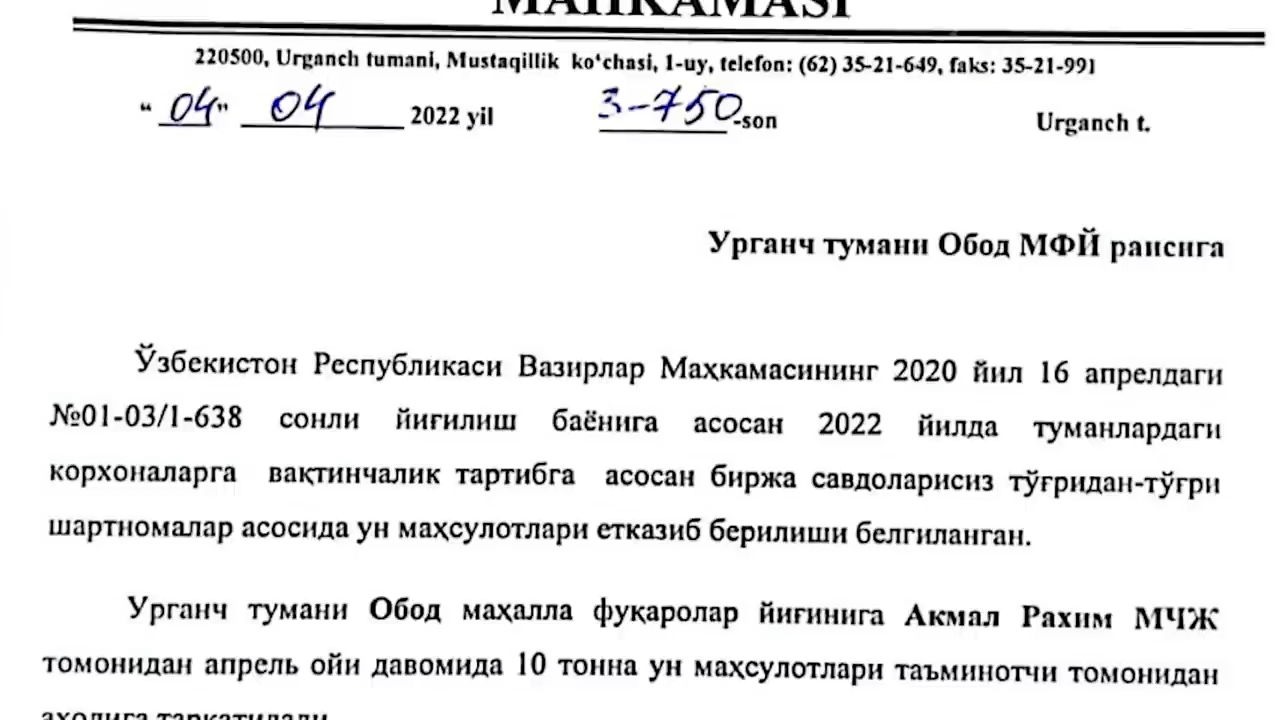 MAHKAMASI
220500, Urganch tumani, Mustaqillik ko‘chasi, 1-uy, telefon: (62) 35-21-649, faks: 35-21-991
“04” 04 2022 yil 3-750-son Urganch t.
Урганч тумани Обод МФЙ раисига
Ўзбекистон Республикаси Вазирлар Маҳкамасининг 2020 йил 16 апрелдаги
№01-03/1-638 сонли йиғилиш баёнига асосан 2022 йилда туманлардаги
корхоналарга вақтинчалик тартибга асосан биржа савдоларисиз тўғридан-тўғри
шартномалар асосида ун маҳсулотлари етказиб берилиши белгиланган.
Урганч тумани Обод маҳалла фуқаролар йиғинига Акмал Рахим МЧЖ
томонидан апрель ойи давомида 10 тонна ун маҳсулотлари таъминотчи томонидан
аҳолига тарқатилади.